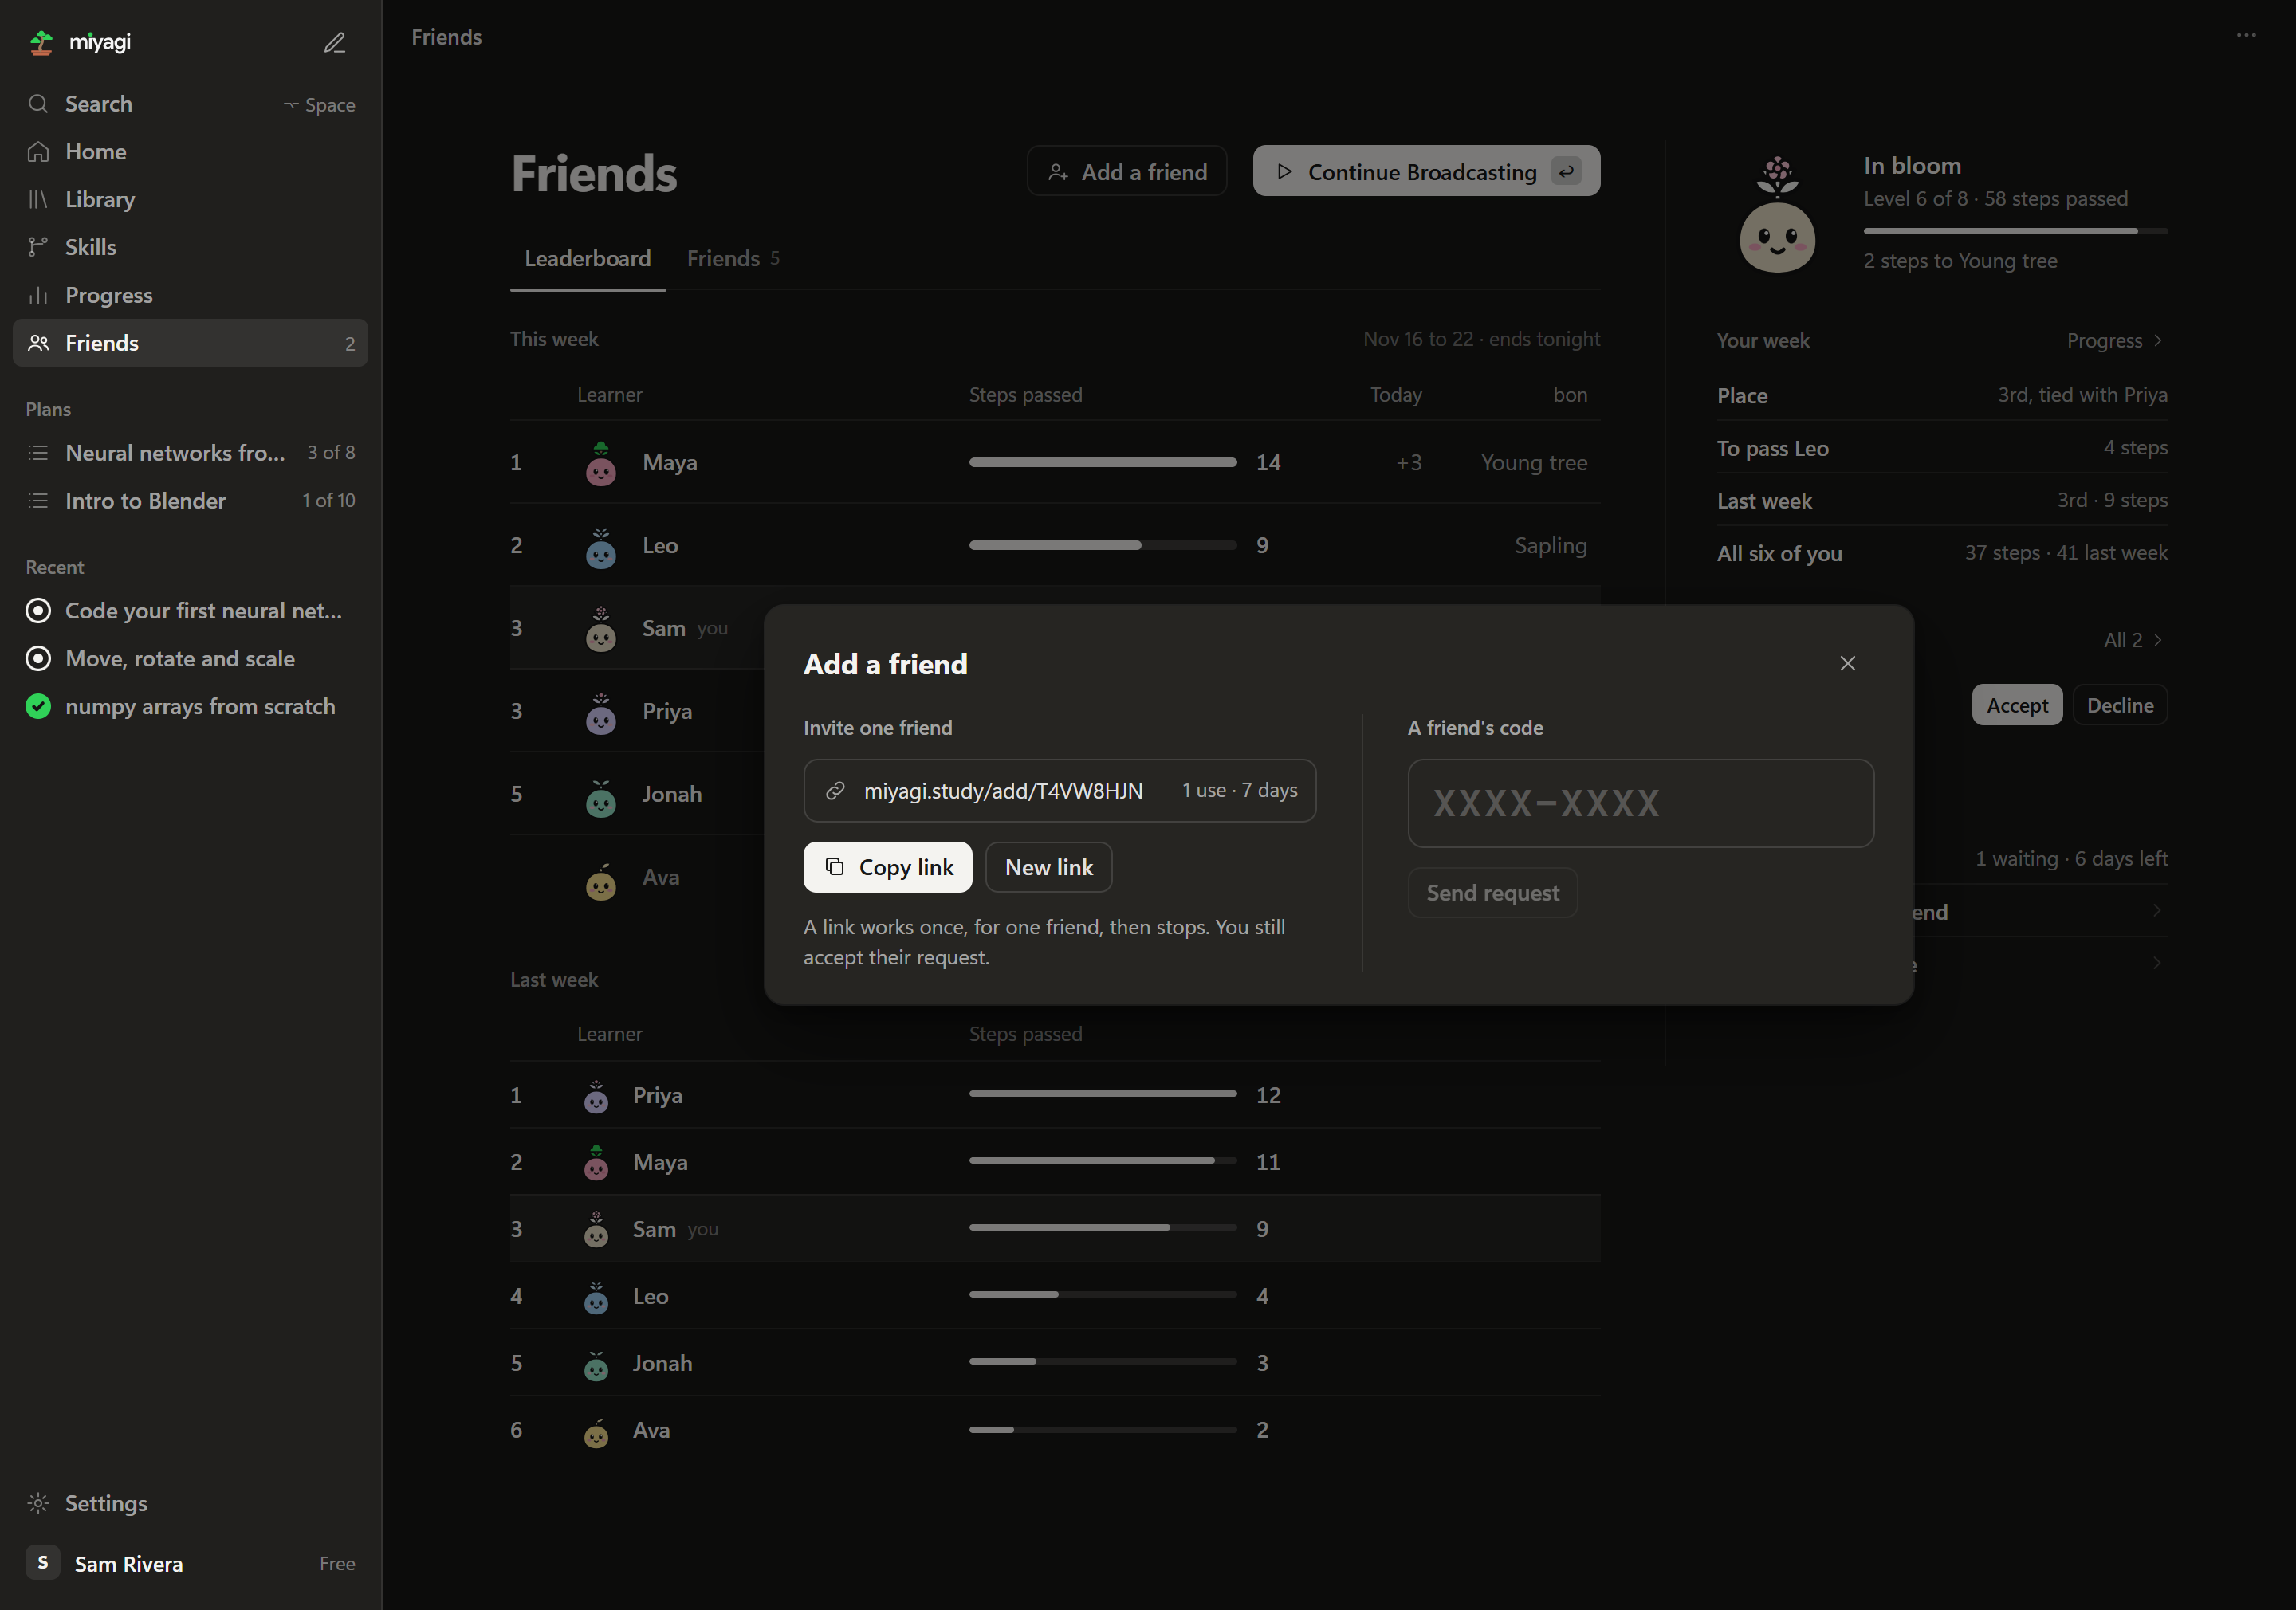 miyagi
Search
⌥ Space
Home
Library
Skills
Progress
Friends 2
Plans
Neural networks fro... 3 of 8
Intro to Blender 1 of 10
Recent
Code your first neural net...
Move, rotate and scale
numpy arrays from scratch
Settings
S Sam Rivera Free
Friends
Friends
Add a friend
Continue Broadcasting
Leaderboard
Friends 5
This week
Nov 16 to 22 · ends tonight
Learner Steps passed Today bon
1 Maya 14 +3 Young tree
2 Leo 9 Sapling
3 Sam you
3 Priya
5 Jonah
Ava
Last week
Learner Steps passed
1 Priya 12
2 Maya 11
3 Sam you 9
4 Leo 4
5 Jonah 3
6 Ava 2
In bloom
Level 6 of 8 · 58 steps passed
2 steps to Young tree
Your week Progress
Place 3rd, tied with Priya
To pass Leo 4 steps
Last week 3rd · 9 steps
All six of you 37 steps · 41 last week
All 2
Accept
Decline
1 waiting · 6 days left
Add a friend
Invite one friend
miyagi.study/add/T4VW8HJN 1 use · 7 days
Copy link
New link
A link works once, for one friend, then stops. You still
accept their request.
A friend's code
XXXX-XXXX
Send request